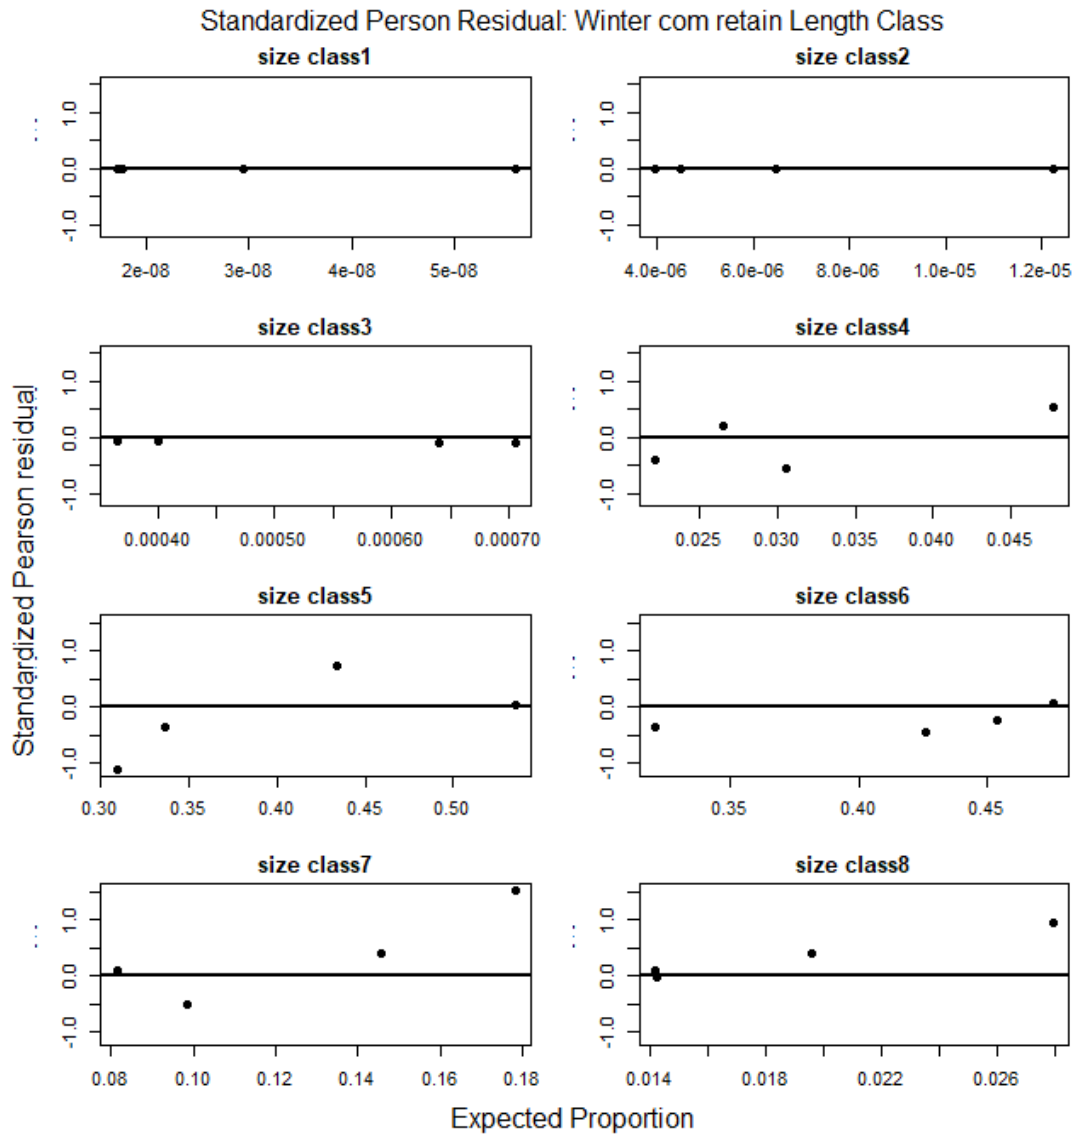 Standardized Person Residual: Winter com retain Length Class
size class1
1.0
0.0
-1.0
2e-08 3e-08 4e-08 5e-08
size class2
1.0
0.0
-1.0
4.0e-06 6.0e-06 8.0e-06 1.0e-05 1.2e-05
size class3
1.0
0.0
-1.0
0.00040 0.00050 0.00060 0.00070
size class4
1.0
0.0
-1.0
0.025 0.030 0.035 0.040 0.045
Standardized Pearson residual
size class5
1.0
0.0
-1.0
0.30 0.35 0.40 0.45 0.50
size class6
1.0
0.0
-1.0
0.35 0.40 0.45
size class7
1.0
0.0
-1.0
0.08 0.10 0.12 0.14 0.16 0.18
size class8
1.0
0.0
-1.0
0.014 0.018 0.022 0.026
Expected Proportion